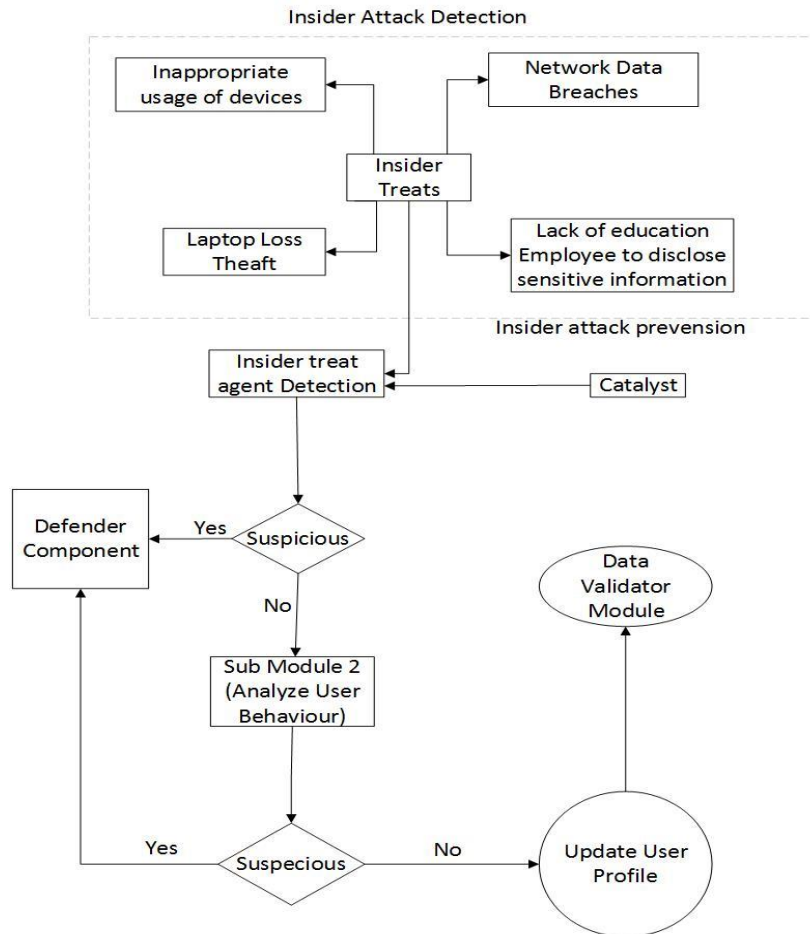 Insider Attack Detection
Inappropriate
usage of devices
Network Data
Breaches
Insider
Treats
Laptop Loss
Theaft
Lack of education
Employee to disclose
sensitive information
Insider attack prevension
Insider treat
agent Detection
Catalyst
Defender
Component
Yes
Suspicious
Data
Validator
Module
No
Sub Module 2
(Analyze User
Behaviour)
Yes
Suspecious
No
Update User
Profile